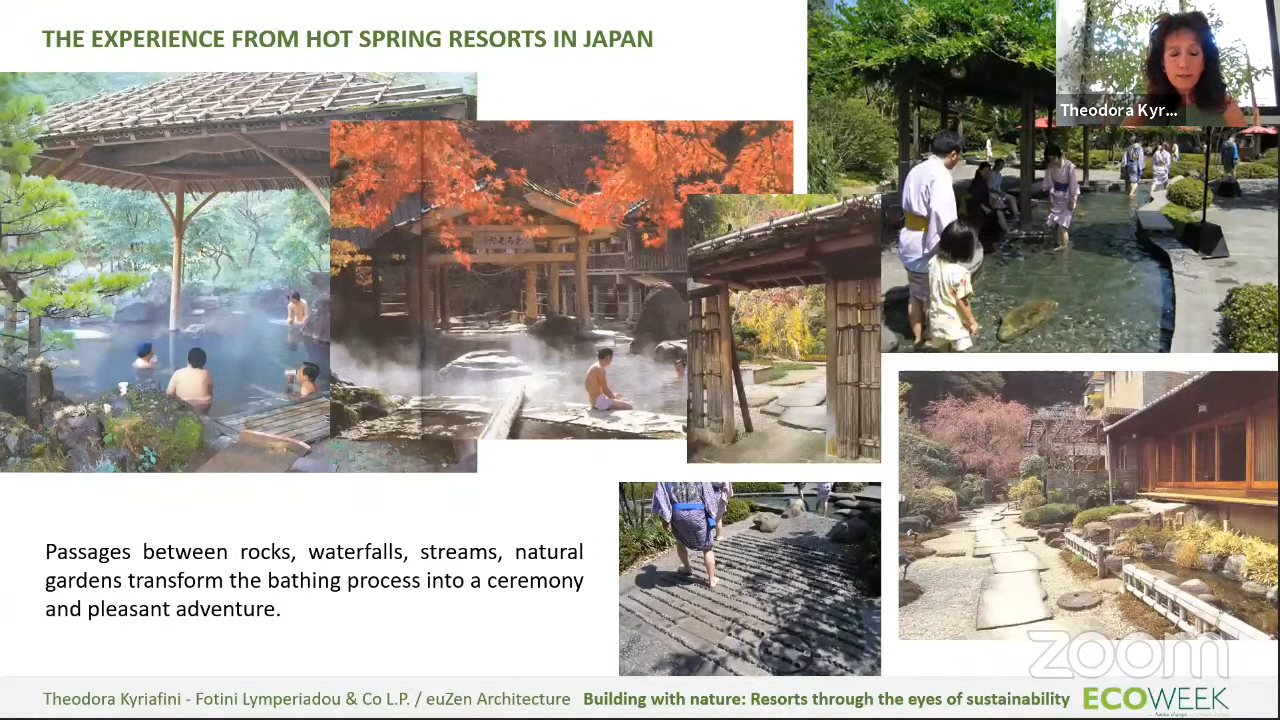 THE EXPERIENCE FROM HOT SPRING RESORTS IN JAPAN
Theodora Kyr...
Passages between rocks, waterfalls, streams, natural
gardens transform the bathing process into a ceremony
and pleasant adventure.
zoom
Theodora Kyriafini - Fotini Lymperiadou & Co L.P. / euZen Architecture Building with nature: Resorts through the eyes of sustainability ECOWEEK